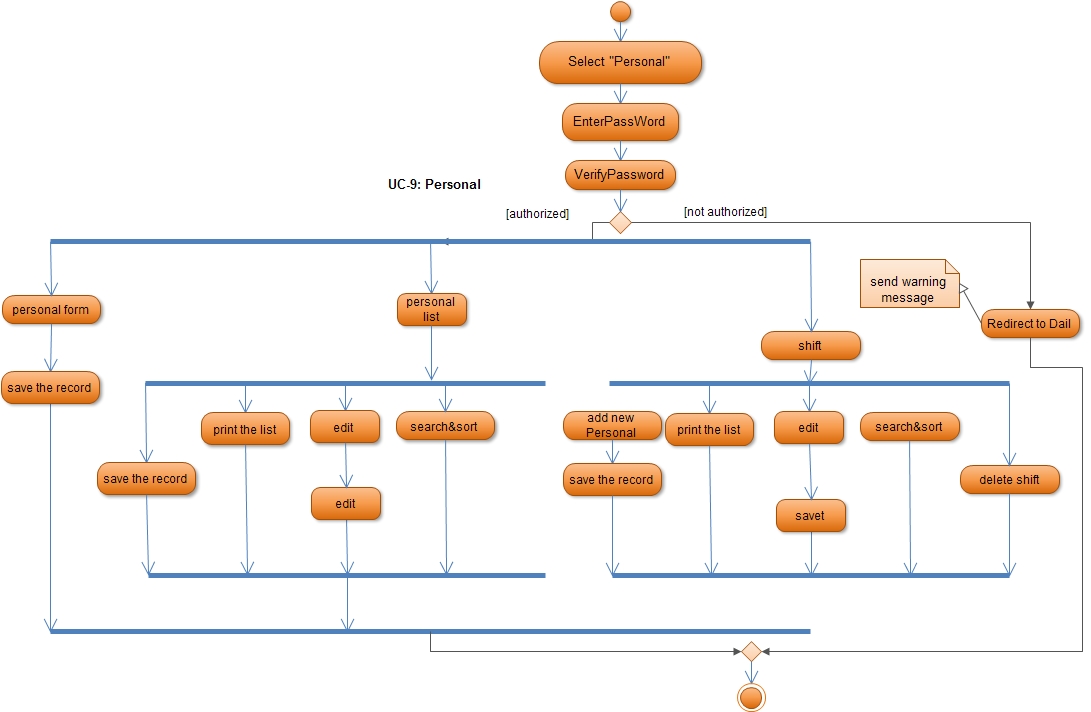 Select "Personal"
EnterPassWord
VerifyPassword
UC-9: Personal
[authorized]
[not authorized]
send warning
message
personal form
personal
list
Redirect to Dail
shift
save the record
print the list
edit
search&sort
add new
Personal
print the list
edit
search&sort
save the record
save the record
delete shift
edit
savet